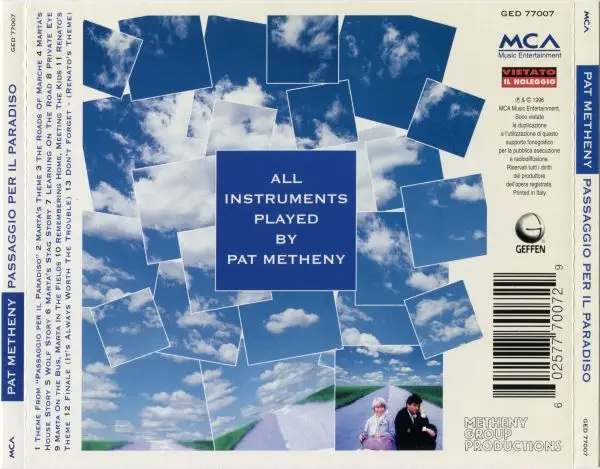 GED 77007
MCA
PAT METHENY PASSAGGIO PER IL PARADISO
1 Theme From "Passaggio per il Paradiso" 2 Marta's Theme 3 The Roads Of Marche 4 Marta's
House Story 5 Wolf Story 6 Marta's Stag Story 7 Learning On The Road 8 Private Eye
9 Marta on the Bus, Marta in The Fields 10 Remembering Home, Meeting The Kids 11 Renato's
Theme 12 Finale (It's Always Worth the Trouble) 13 Don't Forget - (Renato's Theme)
ALL
INSTRUMENTS
PLAYED
BY
PAT METHENY
GED 77007
MCA
Music Entertainment
VIETATO
IL NOLEGGIO
℗ & © 1996
MCA Music Entertainment.
Sono vietate
la duplicazione
e l'utilizzazione di questo
supporto fonografico
per la pubblica esecuzione
e radiodiffusione.
Riservati tutti i diritti
del produttore
dell'opera registrata.
Printed in Italy.
GEFFEN
6 02577 70072 9
METHENY
GROUP
PRODUCTIONS
MCA
PAT METHENY PASSAGGIO PER IL PARADISO
GED 77007